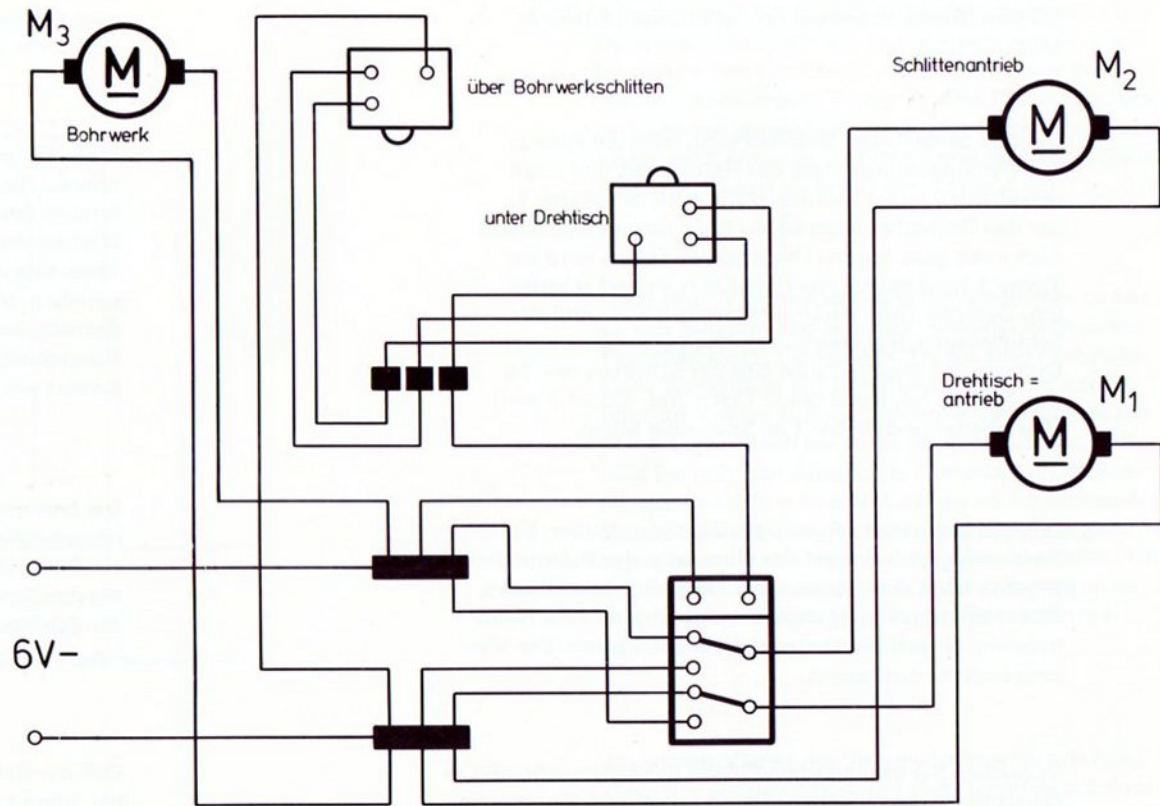 M3
M
Bohrwerk
über Bohrwerkschlitten
unter Drehtisch
Schlittenantrieb
M2
M
Drehtisch =
antrieb
M1
M
6V-